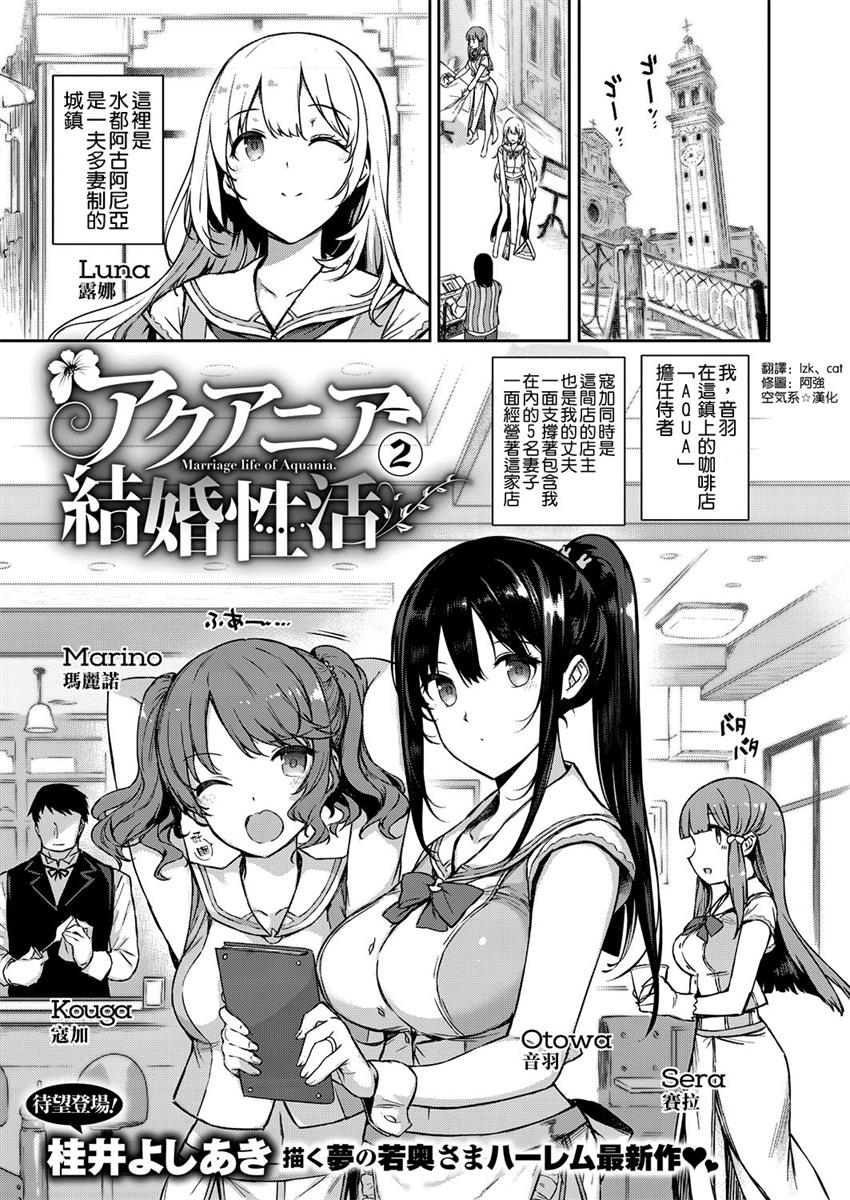 ゴーン
ゴーン
這裡是
水都阿古阿尼亞
是一夫多妻制的
城鎮
Luna
露娜
翻譯：lzk、cat
修圖：阿強
空気系☆漢化
我，音羽
在這鎮上的咖啡店
「AQUA」
擔任侍者
寇加同時是
這間店的店主
也是我的丈夫
一面支撐著包含我
在內的5名妻子
一面經營著這家店
アクアニア
Marriage life of Aquania.
②
結婚性活
ふあー……
Marino
瑪麗諾
バタ
バタ
Kouga
寇加
Otowa
音羽
Sera
賽拉
待望登場！
桂井よしあき 描く夢の若奥さまハーレム最新作♥♥